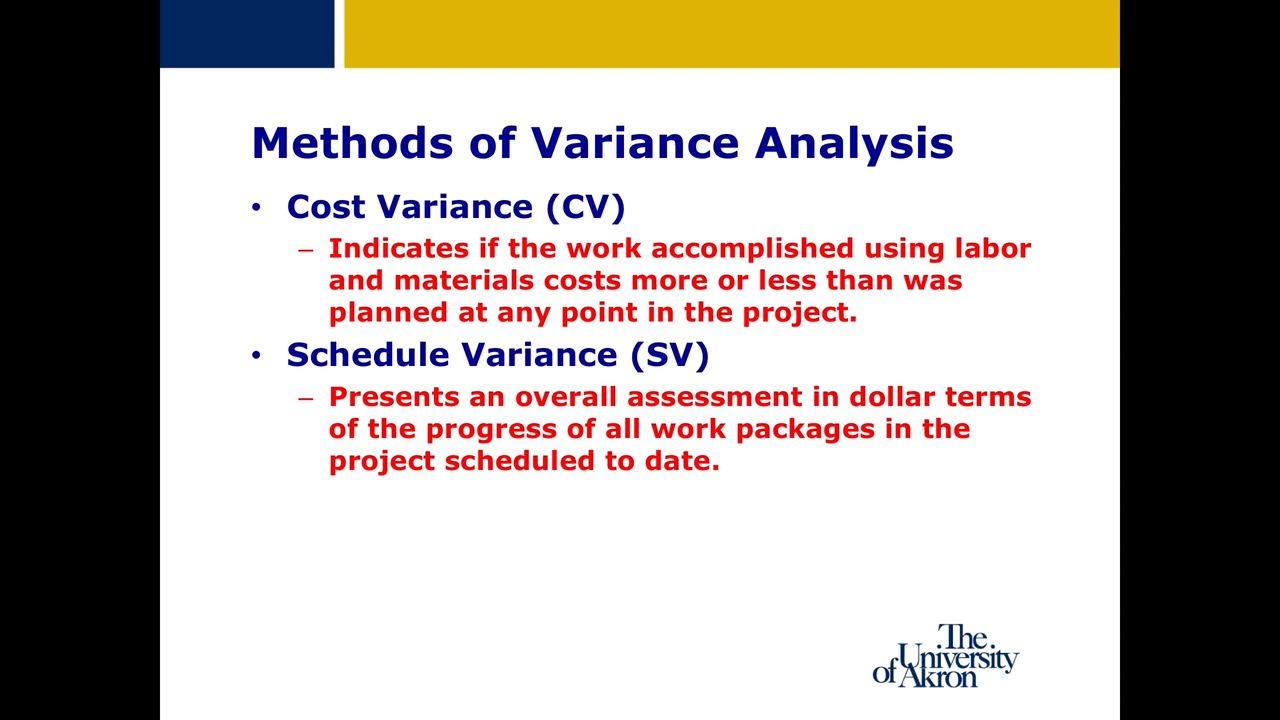 Methods of Variance Analysis
• Cost Variance (CV)
– Indicates if the work accomplished using labor
and materials costs more or less than was
planned at any point in the project.
• Schedule Variance (SV)
– Presents an overall assessment in dollar terms
of the progress of all work packages in the
project scheduled to date.
The
University
of Akron